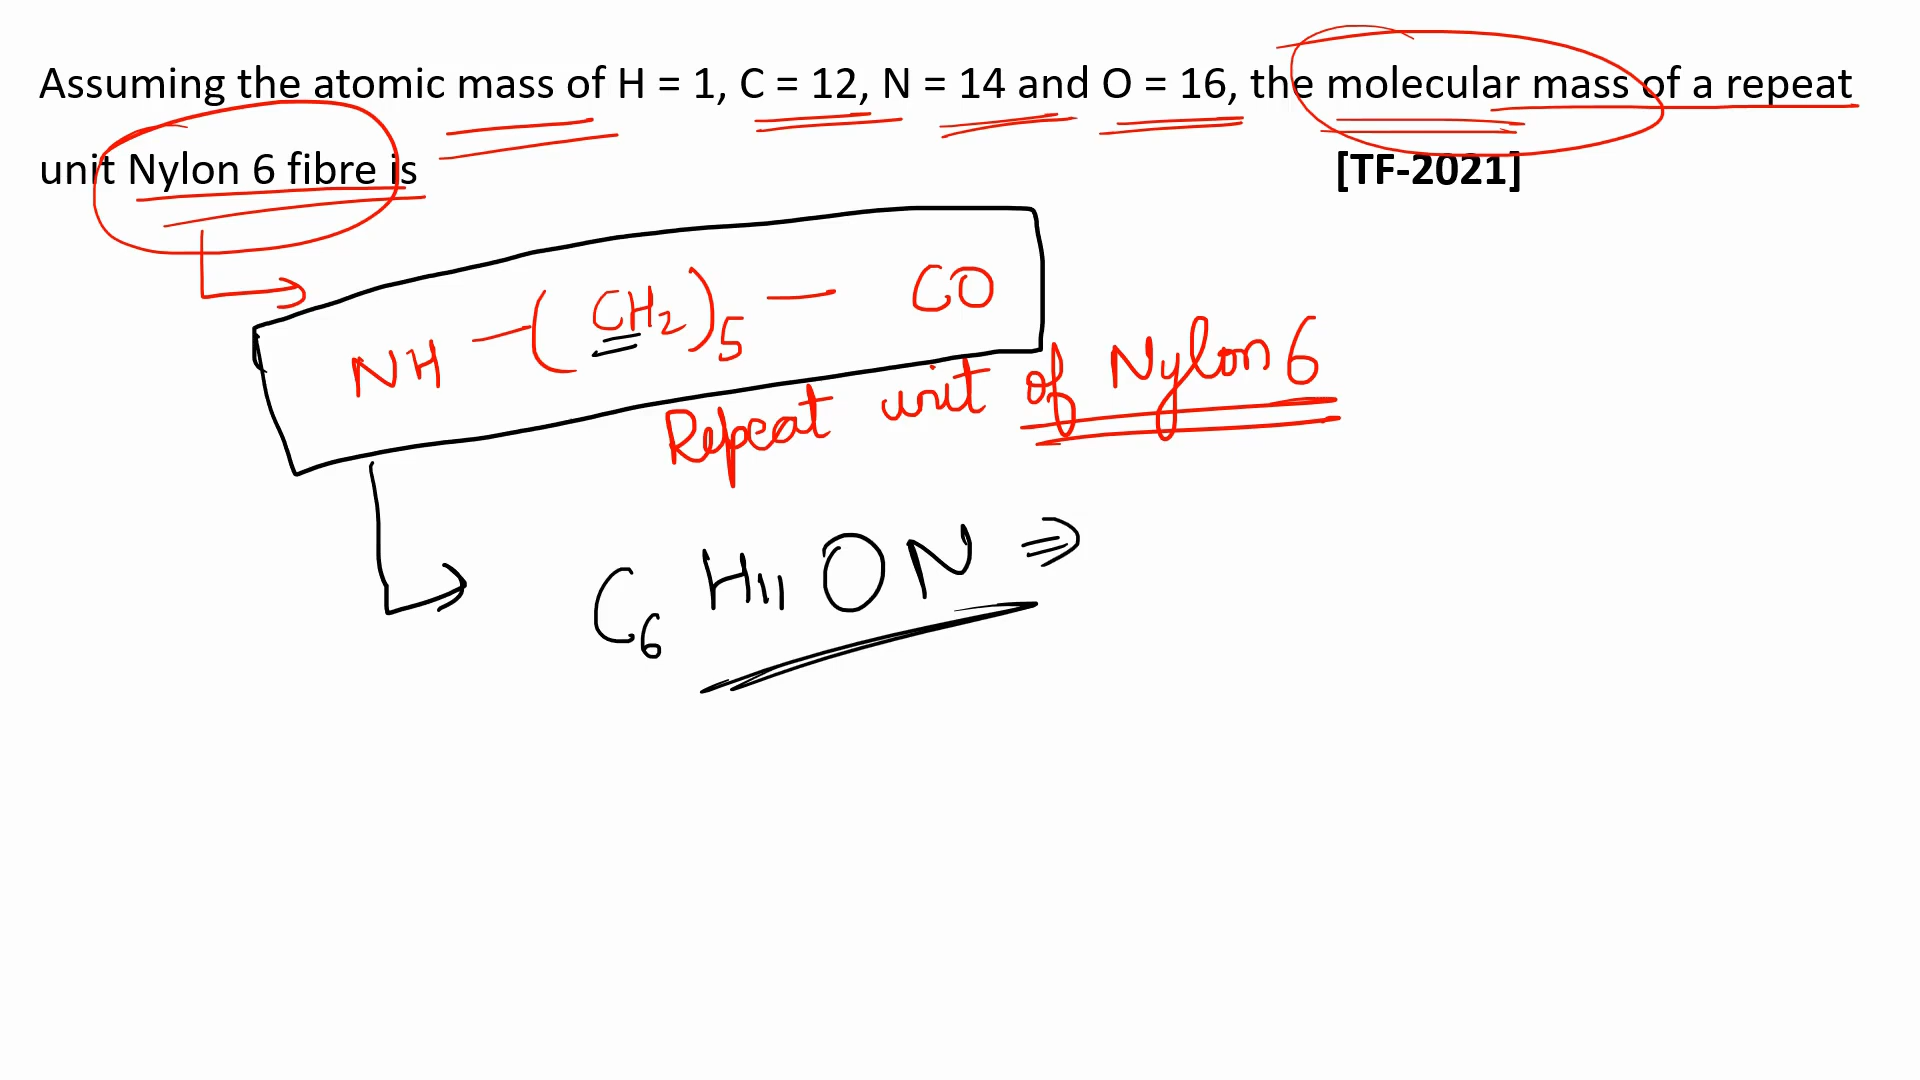 Assuming the atomic mass of H = 1, C = 12, N = 14 and O = 16, the molecular mass of a repeat
unit Nylon 6 fibre is [TF-2021]
NH — (CH₂)₅ — CO
Repeat unit of Nylon 6
C₆ H₁₁ O N ⇒